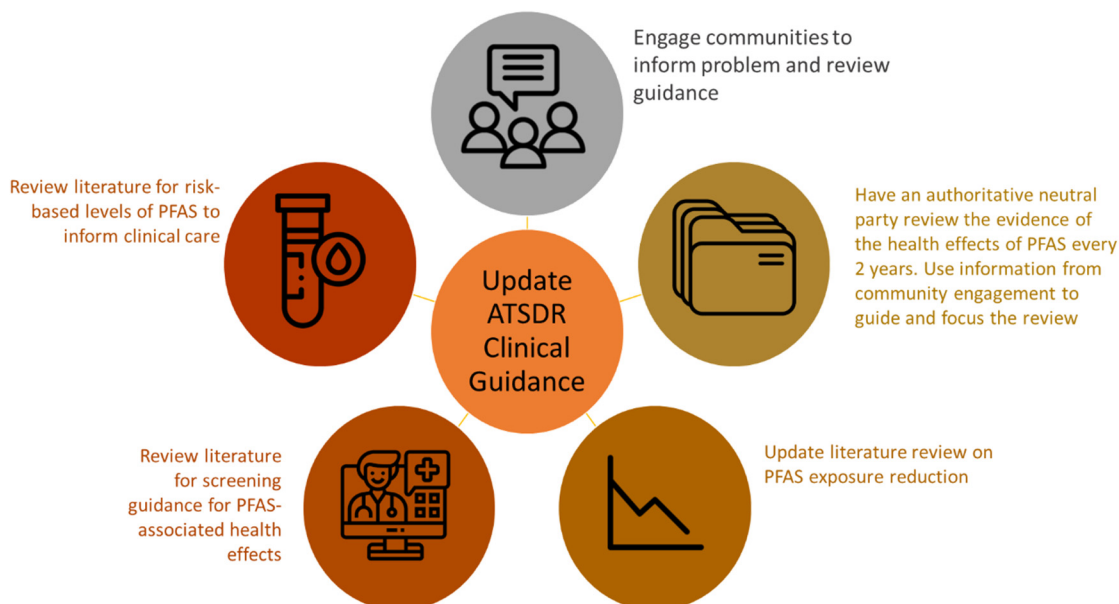 Engage communities to
inform problem and review
guidance
Have an authoritative neutral
party review the evidence of
the health effects of PFAS every
2 years. Use information from
community engagement to
guide and focus the review
Update literature review on
PFAS exposure reduction
Review literature
for screening
guidance for PFAS-
associated health
effects
Review literature for risk-
based levels of PFAS to
inform clinical care
Update
ATSDR
Clinical
Guidance